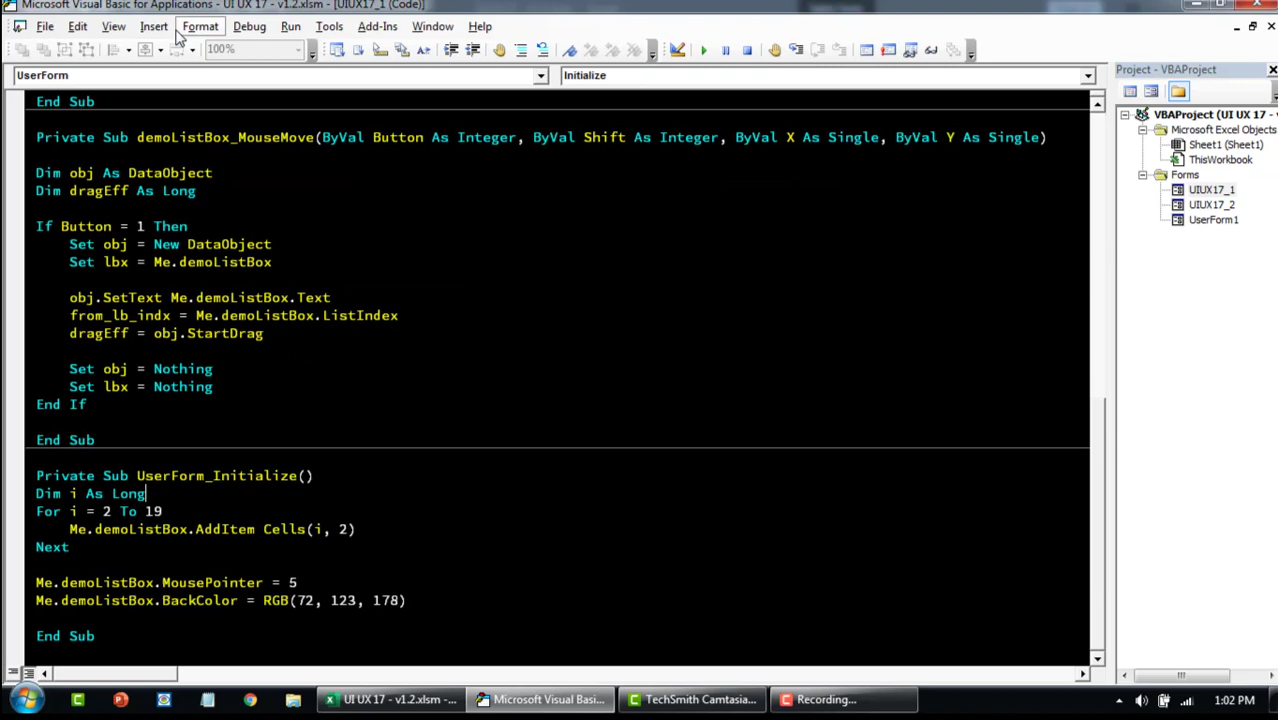 Microsoft Visual Basic for Applications - UI UX 17 - v1.2.xlsm - [UIUX17_1 (Code)]
File Edit View Insert Format Debug Run Tools Add-Ins Window Help
100%
UserForm
Initialize
End Sub
Private Sub demoListBox_MouseMove(ByVal Button As Integer, ByVal Shift As Integer, ByVal X As Single, ByVal Y As Single)
Dim obj As DataObject
Dim dragEff As Long
If Button = 1 Then
Set obj = New DataObject
Set lbx = Me.demoListBox
obj.SetText Me.demoListBox.Text
from_lb_indx = Me.demoListBox.ListIndex
dragEff = obj.StartDrag
Set obj = Nothing
Set lbx = Nothing
End If
End Sub
Private Sub UserForm_Initialize()
Dim i As Long
For i = 2 To 19
Me.demoListBox.AddItem Cells(i, 2)
Next
Me.demoListBox.MousePointer = 5
Me.demoListBox.BackColor = RGB(72, 123, 178)
End Sub
Project - VBAProject
VBAProject (UI UX 17 -
Microsoft Excel Objects
Sheet1 (Sheet1)
ThisWorkbook
Forms
UIUX17_1
UIUX17_2
UserForm1
UI UX 17 - v1.2.xlsm -...
Microsoft Visual Basi...
TechSmith Camtasia...
Recording...
1:02 PM